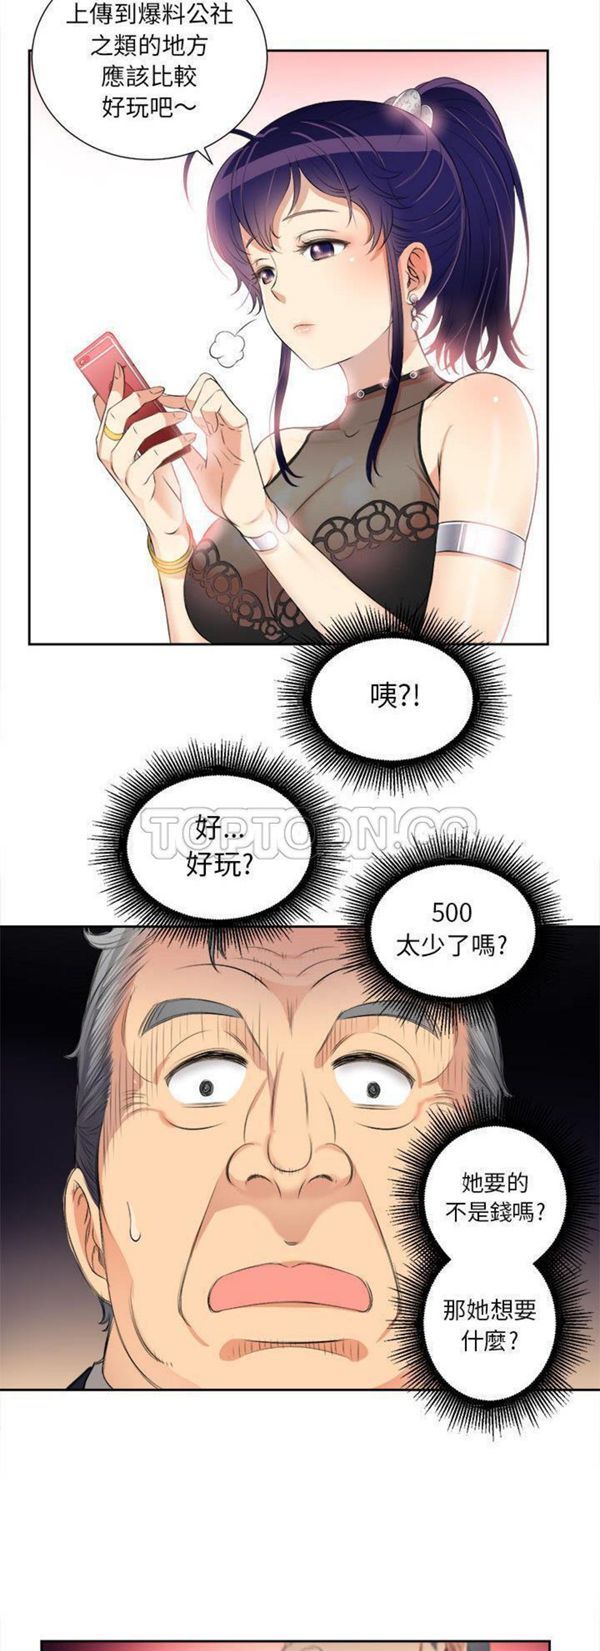 上傳到爆料公社
之類的地方
應該比較
好玩吧～
咦?!
好...
好玩?
TOPTOON.CO
500
太少了嗎?
她要的
不是錢嗎?
那她想要
什麼?